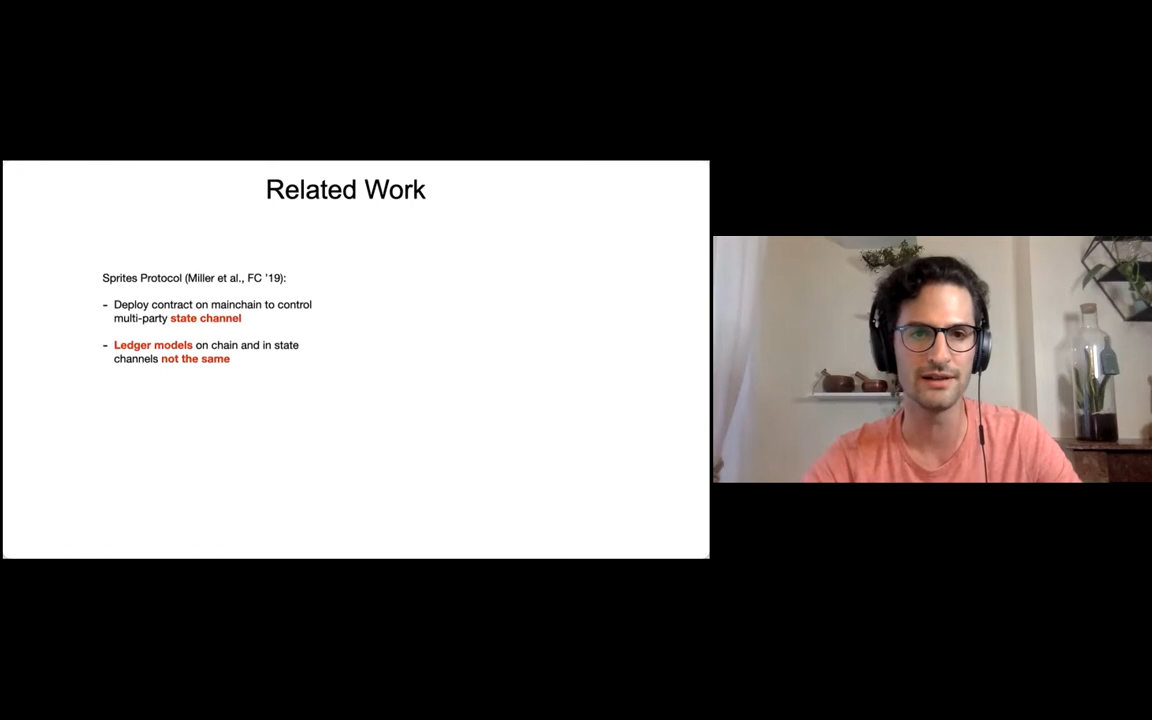 Related Work
Sprites Protocol (Miller et al., FC '19):
- Deploy contract on mainchain to control
multi-party state channel
- Ledger models on chain and in state
channels not the same